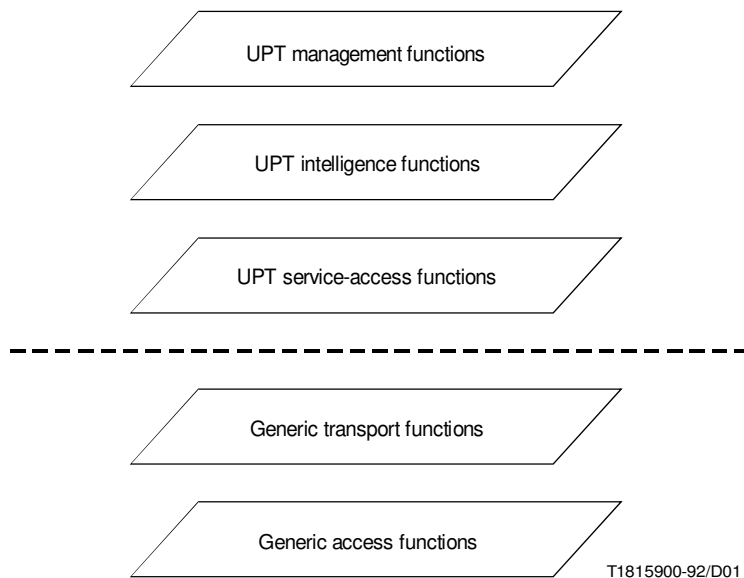 UPT management functions
UPT intelligence functions
UPT service-access functions
Generic transport functions
Generic access functions
T1815900-92/D01